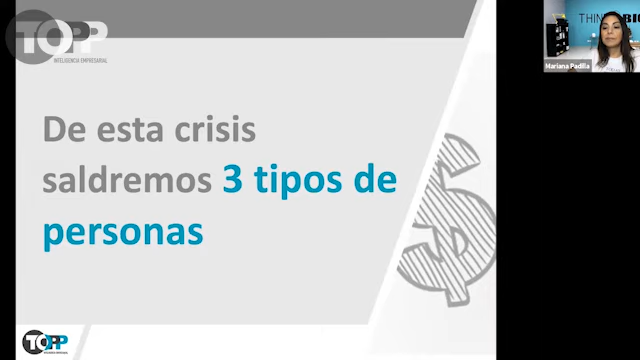 TOPP
INTELIGENCIA EMPRESARIAL
De esta crisis
saldremos 3 tipos de
personas
Mariana Padilla
TOPP